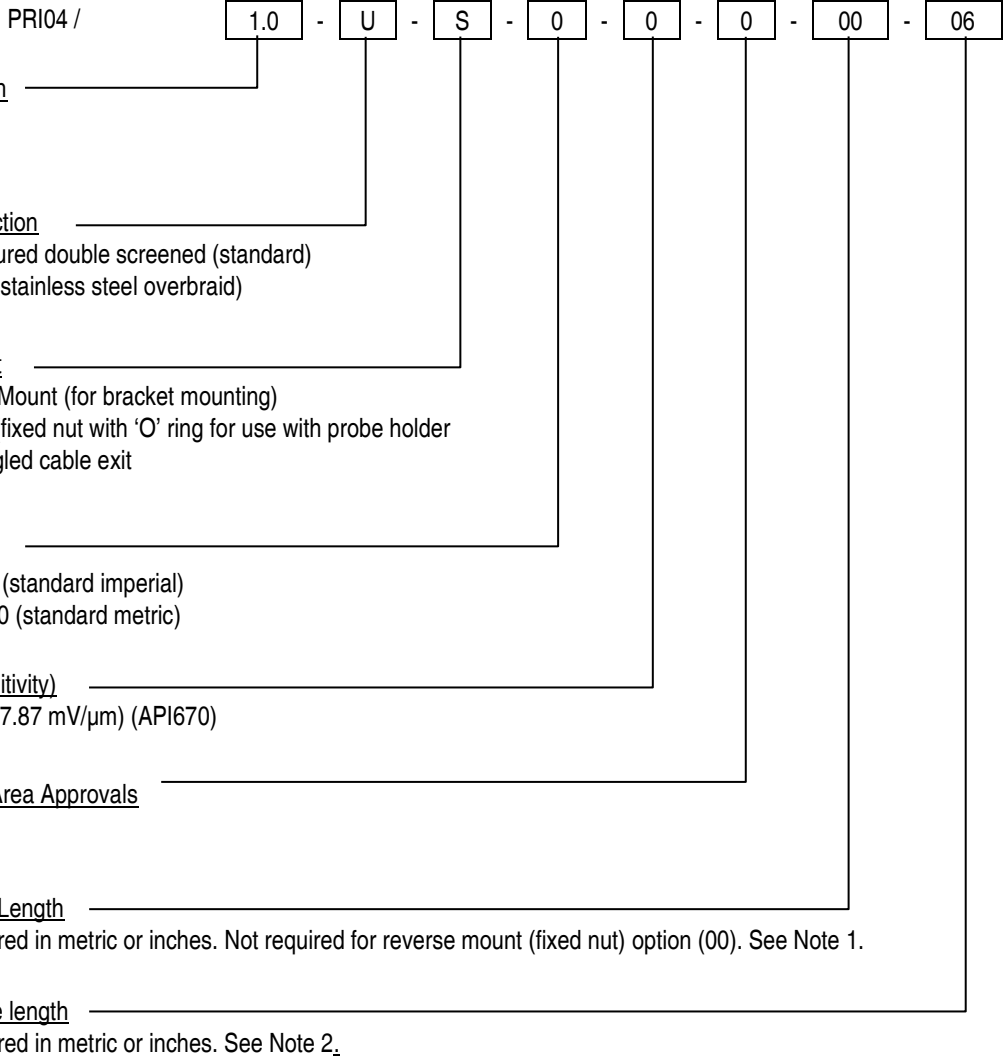 PRI04 / 1.0 - U - S - 0 - 0 - 0 - 00 - 06
(standard)
ured double screened (standard)
stainless steel overbraid)
Mount (for bracket mounting)
fixed nut with ‘O’ ring for use with probe holder
gled cable exit
(standard imperial)
0 (standard metric)
itivity)
7.87 mV/µm) (API670)
Area Approvals
Length
red in metric or inches. Not required for reverse mount (fixed nut) option (00). See Note 1.
e length
red in metric or inches. See Note 2.